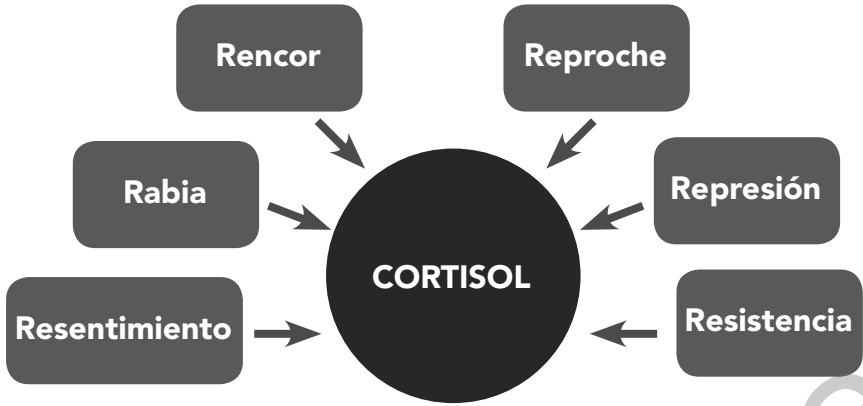 Rencor
Reproche
Rabia
Represión
CORTISOL
Resentimiento
Resistencia